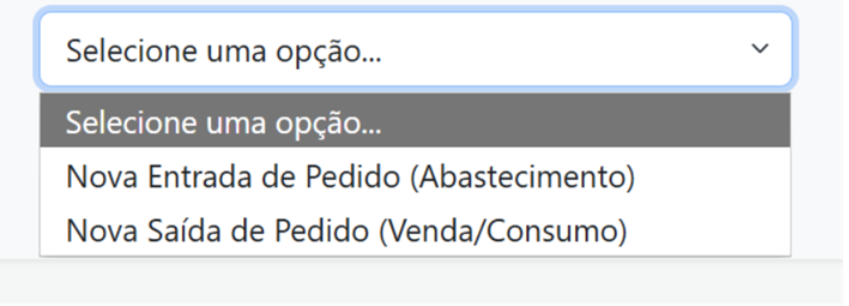 Selecione uma opção...
Selecione uma opção...
Nova Entrada de Pedido (Abastecimento)
Nova Saída de Pedido (Venda/Consumo)